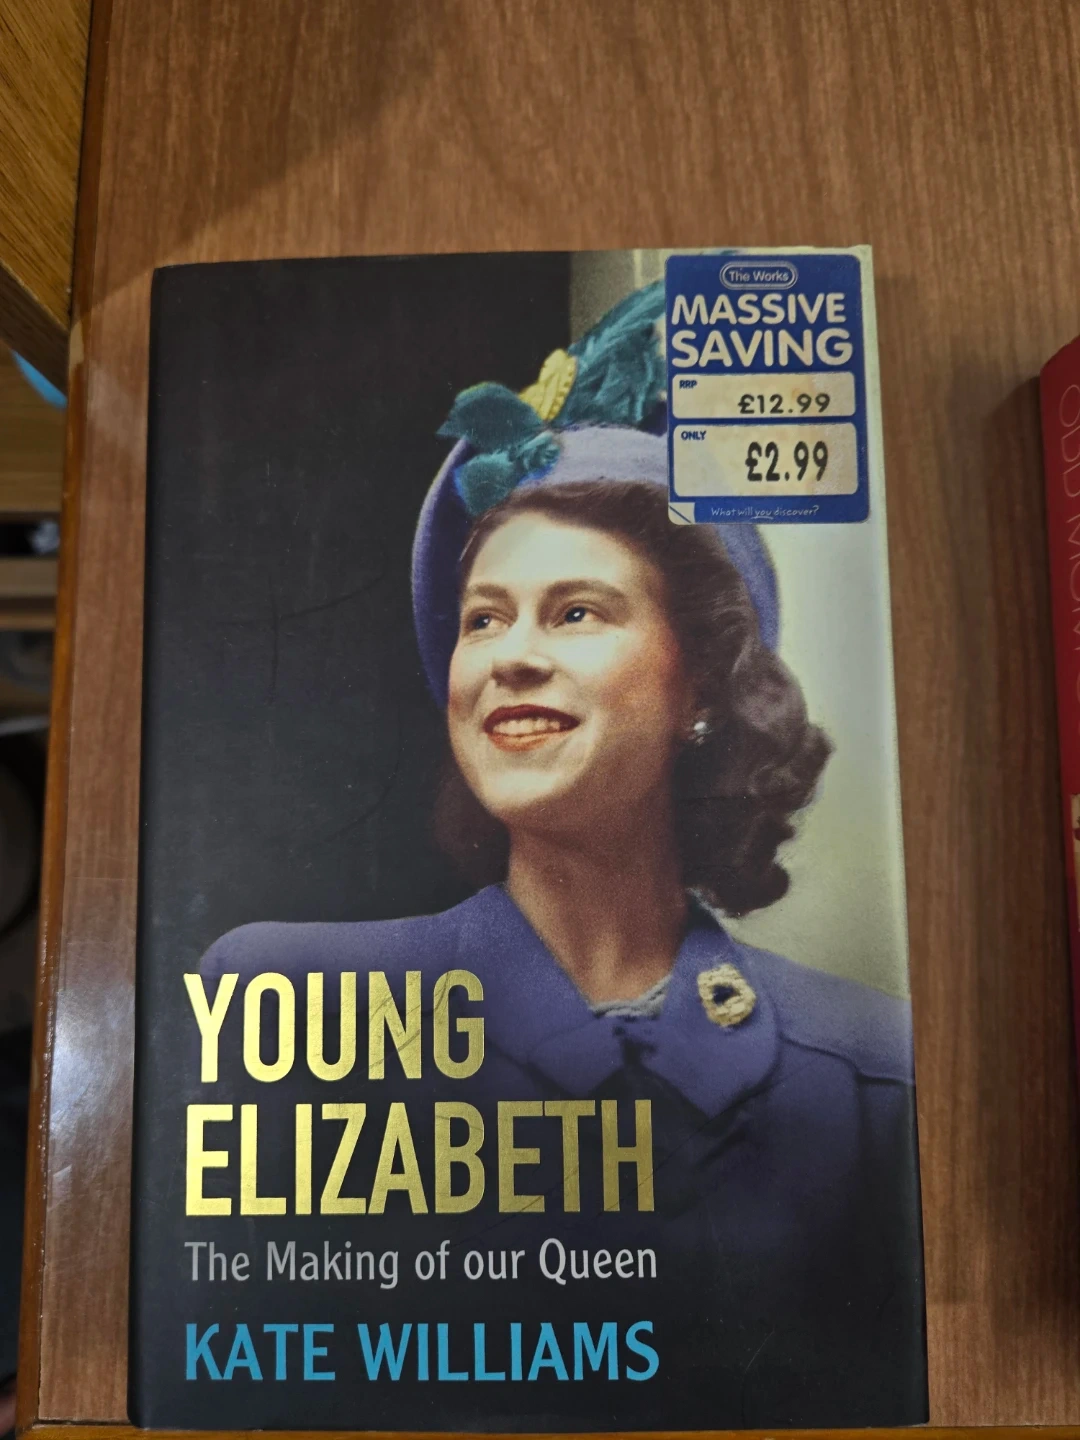 The Works
MASSIVE
SAVING
RRP
£12.99
ONLY
£2.99
What will you discover?
YOUNG
ELIZABETH
The Making of our Queen
KATE WILLIAMS